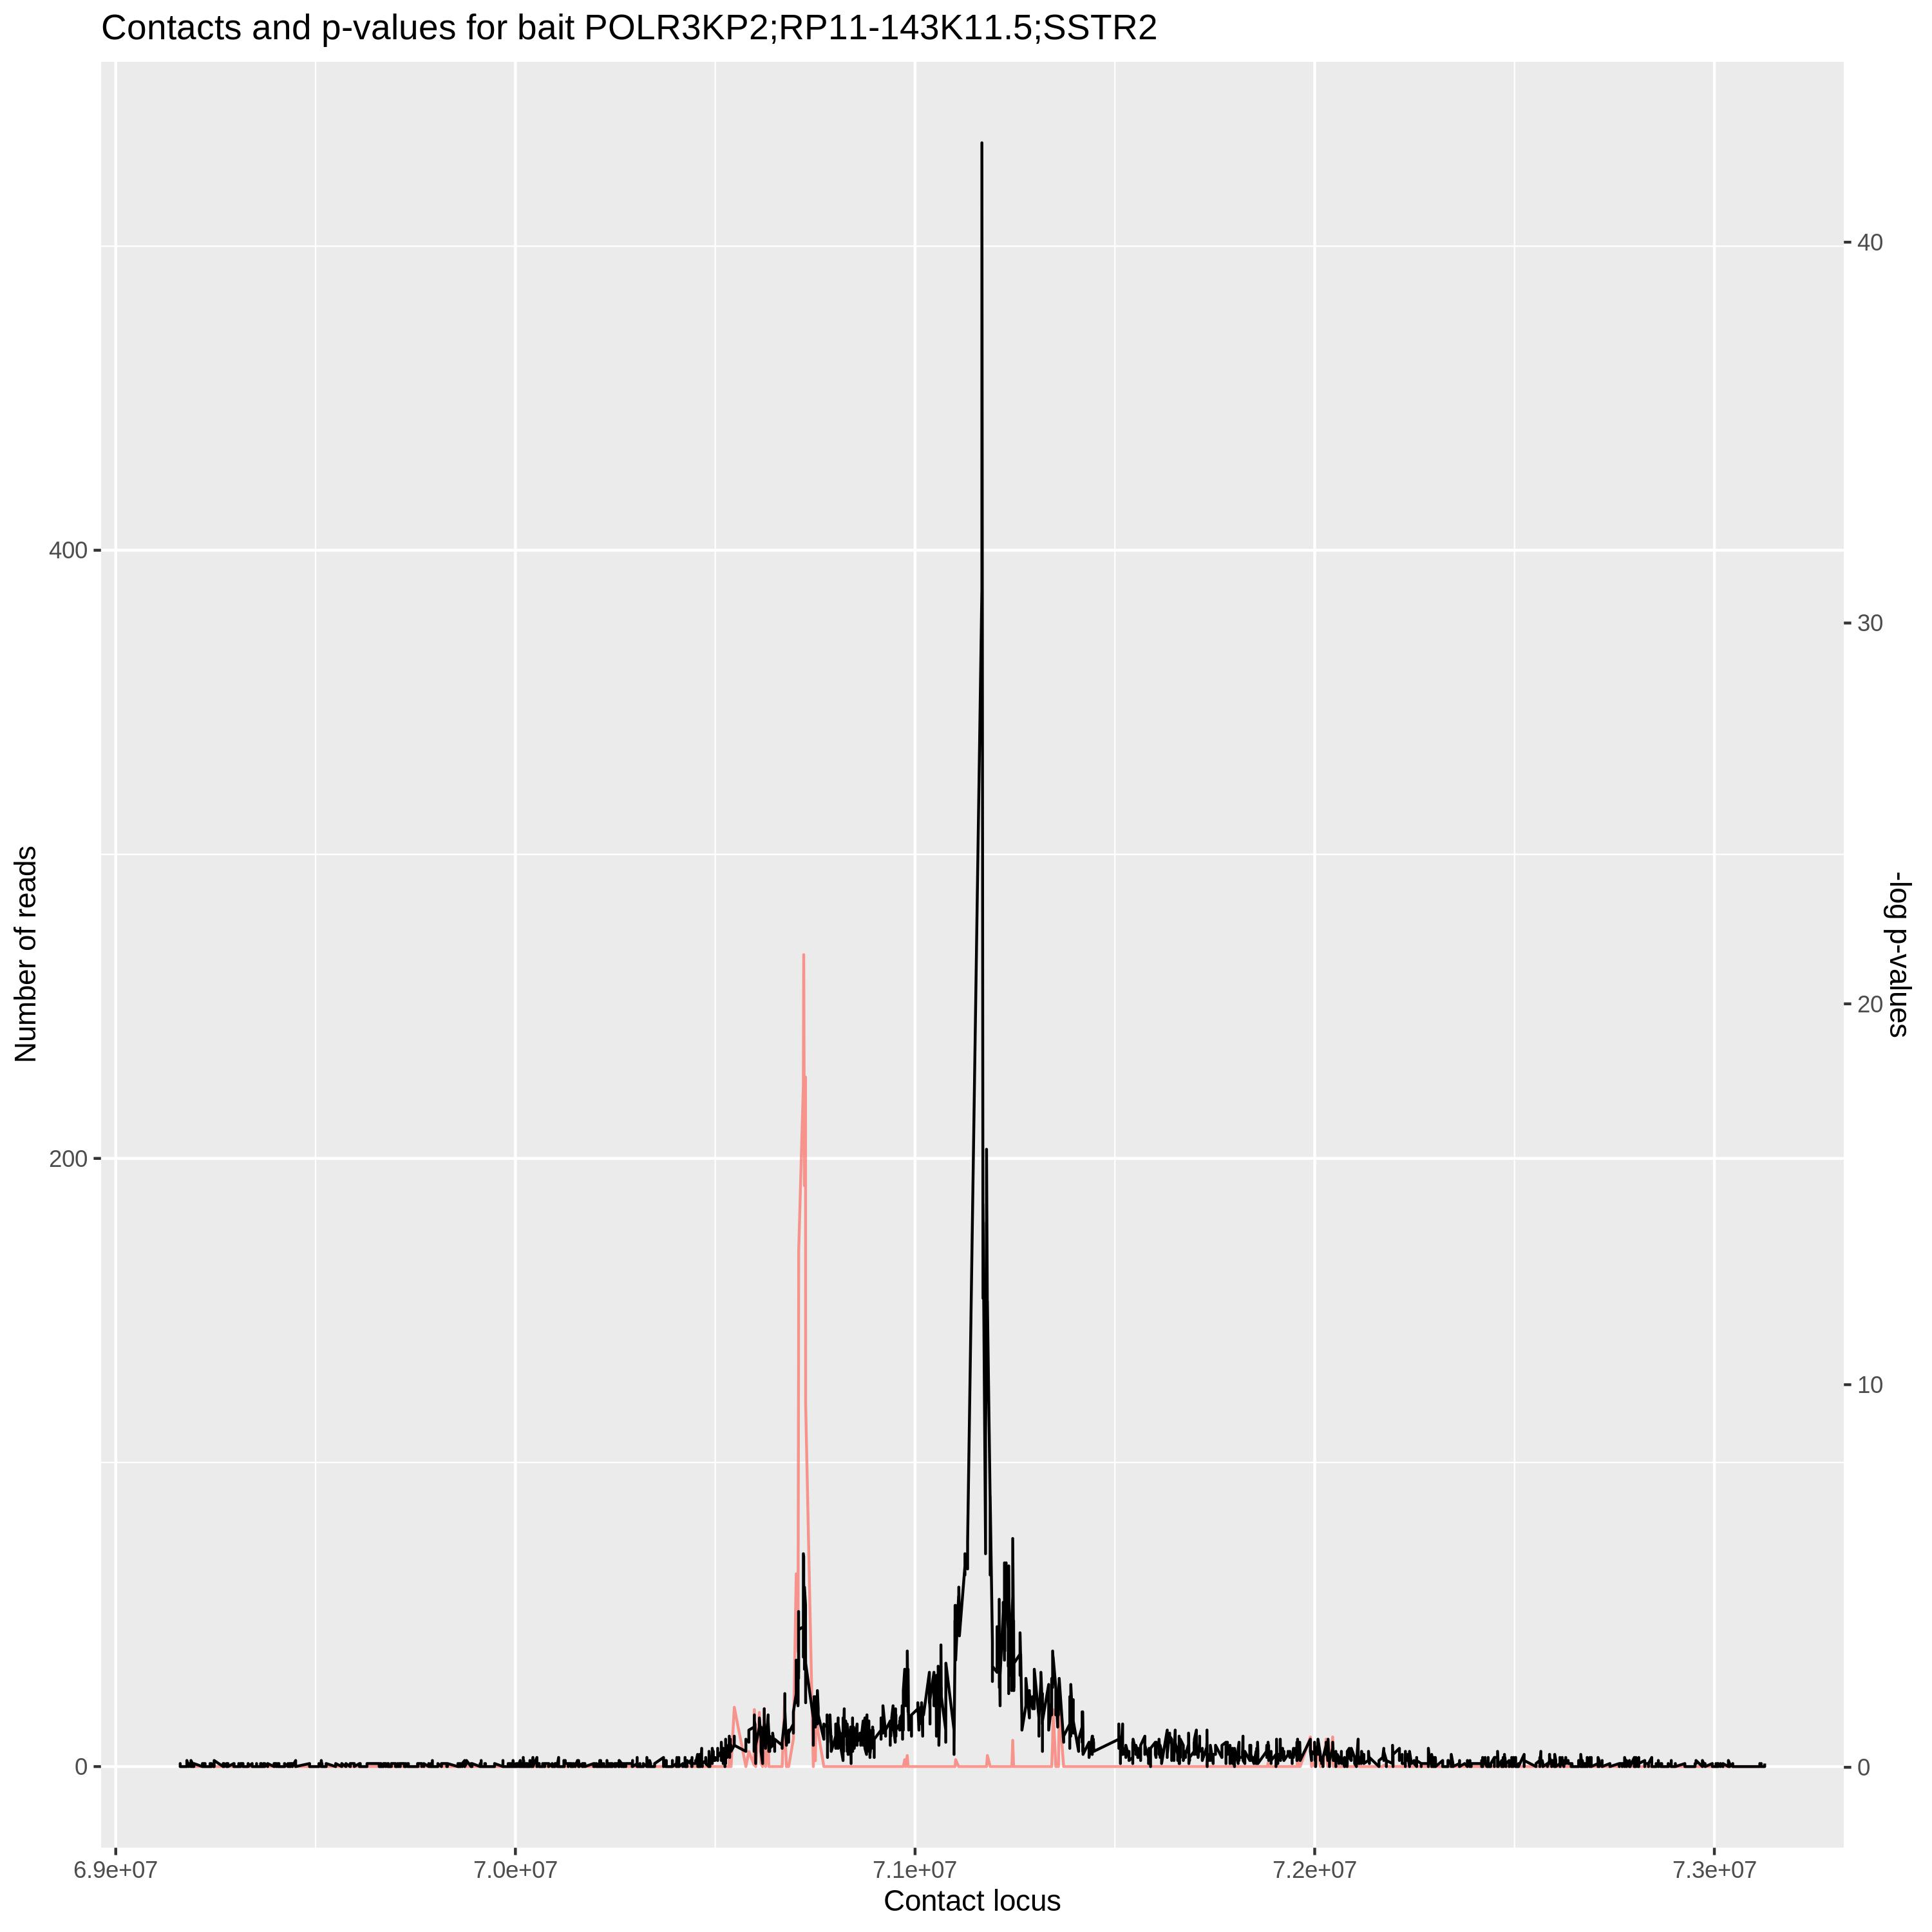 Contacts and p-values for bait POLR3KP2;RP11-143K11.5;SSTR2
Number of reads
400
200
0
40
30
20
10
0
-log p-values
6.9e+07 7.0e+07 7.1e+07 7.2e+07 7.3e+07
Contact locus